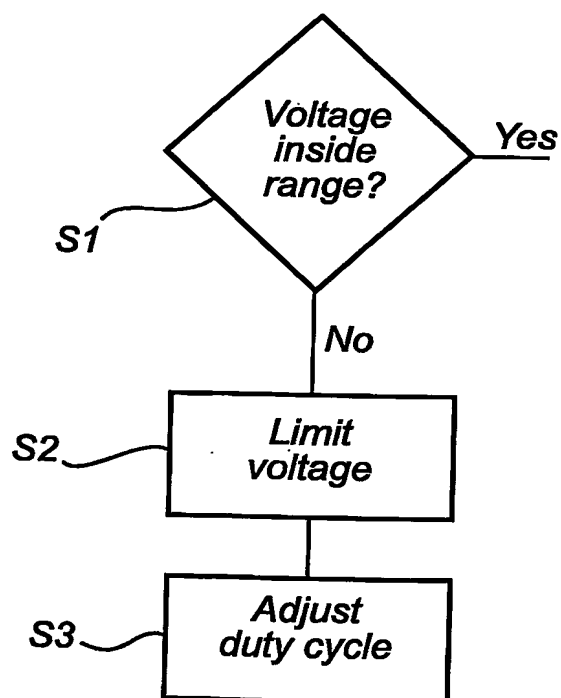 Voltage
inside
range?
Yes
S1
No
S2
Limit
voltage
S3
Adjust
duty cycle